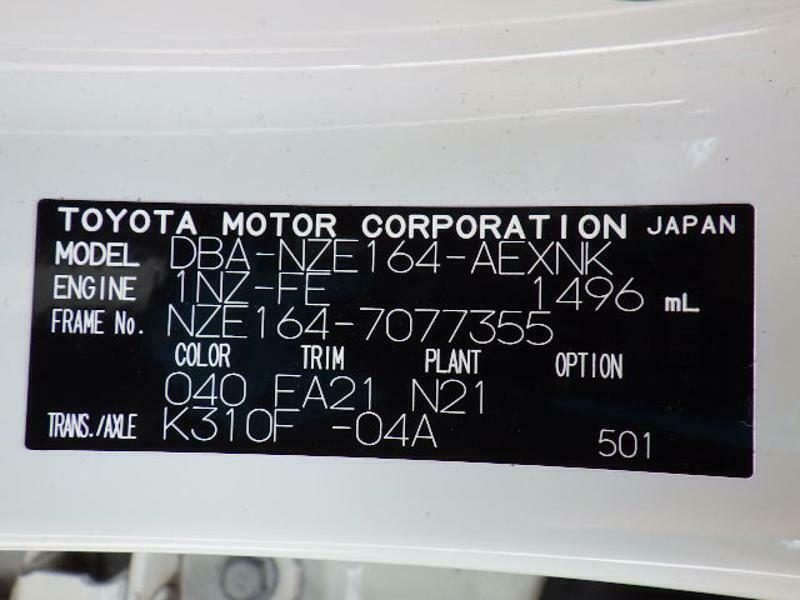 TOYOTA MOTOR CORPORATION JAPAN
MODEL DBA-NZE164-AEXNK
ENGINE 1NZ-FE 1496 mL
FRAME No. NZE164-7077355
COLOR TRIM PLANT OPTION
040 FA21 N21
TRANS./AXLE K310F -04A 501